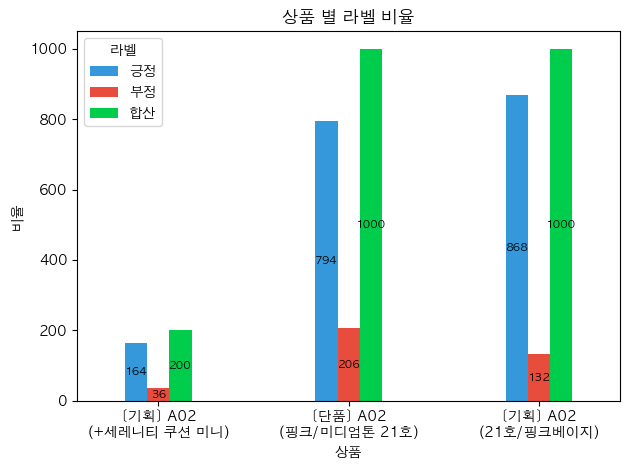 상품 별 라벨 비율
라벨
긍정
부정
합산
비율
1000
800
600
400
200
0
164
36
200
794
206
1000
868
132
1000
[기획] A02
(+세레니티 쿠션 미니)
[단품] A02
(핑크/미디엄톤 21호)
[기획] A02
(21호/핑크베이지)
상품